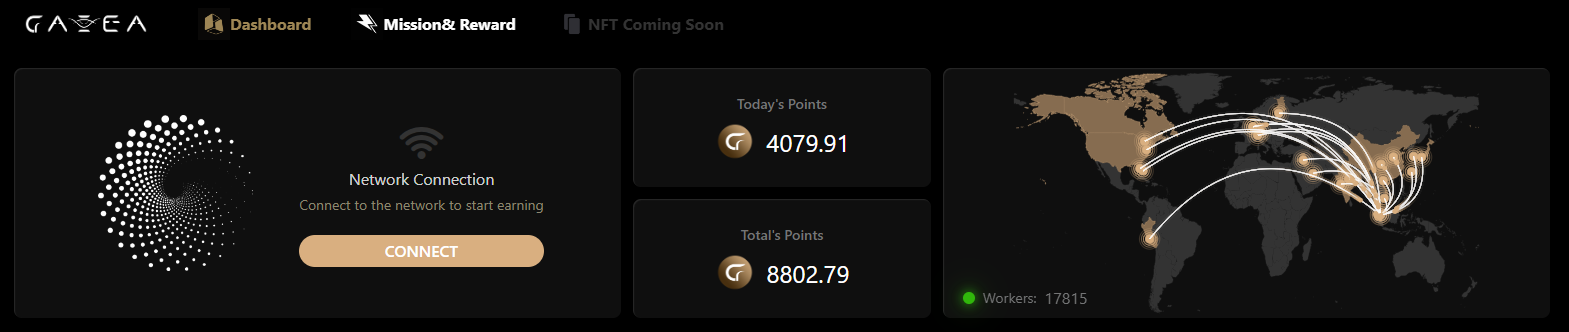 GAEA
Dashboard
Mission& Reward
NFT Coming Soon
Network Connection
Connect to the network to start earning
CONNECT
Today's Points
4079.91
Total's Points
8802.79
Workers: 17815